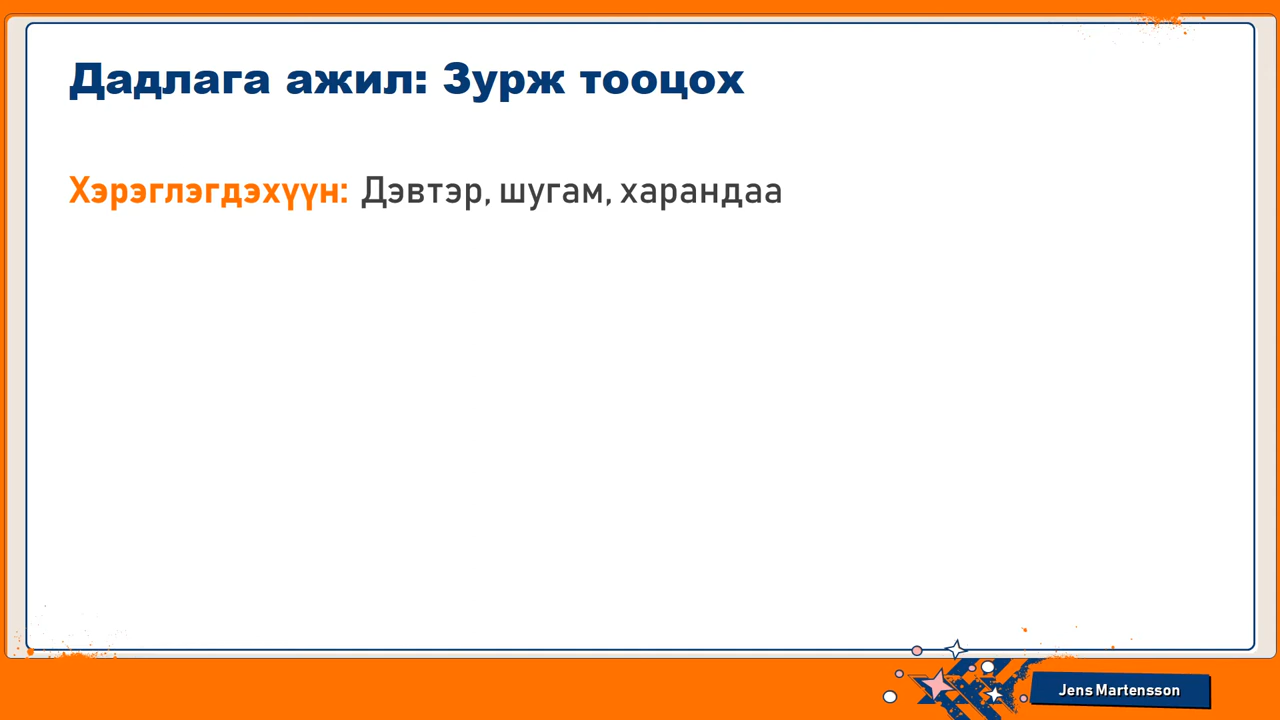 Дадлага ажил: Зурж тооцох
Хэрэглэгдэхүүн: Дэвтэр, шугам, харандаа
Jens Martensson